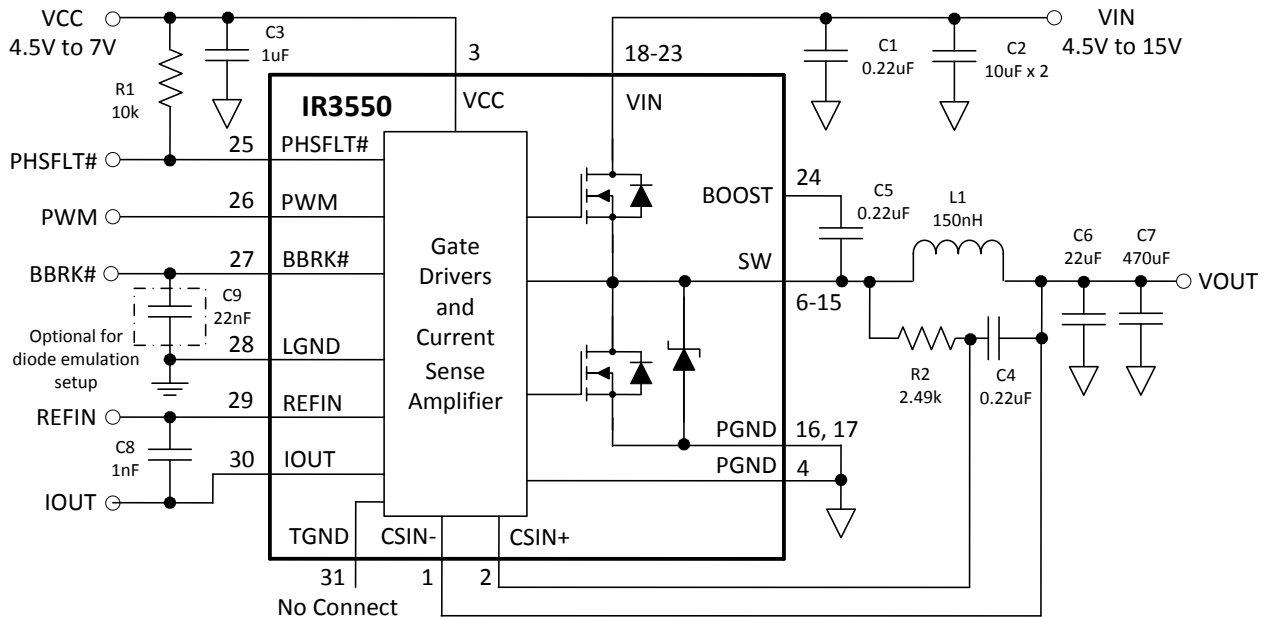 VCC
4.5V to 7V
C3
1uF
3
18-23
C1
0.22uF
C2
10uF x 2
VIN
4.5V to 15V
R1
10k
IR3550
VCC
VIN
25
PHSFLT#
PHSFLT#
24
BOOST
C5
0.22uF
L1
150nH
26
PWM
PWM
C6
22uF
C7
470uF
Gate
Drivers
and
Current
Sense
Amplifier
27
BBRK#
BBRK#
SW
6-15
VOUT
C9
22nF
Optional for
diode emulation
setup
28
LGND
R2
2.49k
C4
0.22uF
29
REFIN
REFIN
PGND
16, 17
C8
1nF
30
IOUT
PGND
4
IOUT
TGND
CSIN-
CSIN+
31
1
2
No Connect